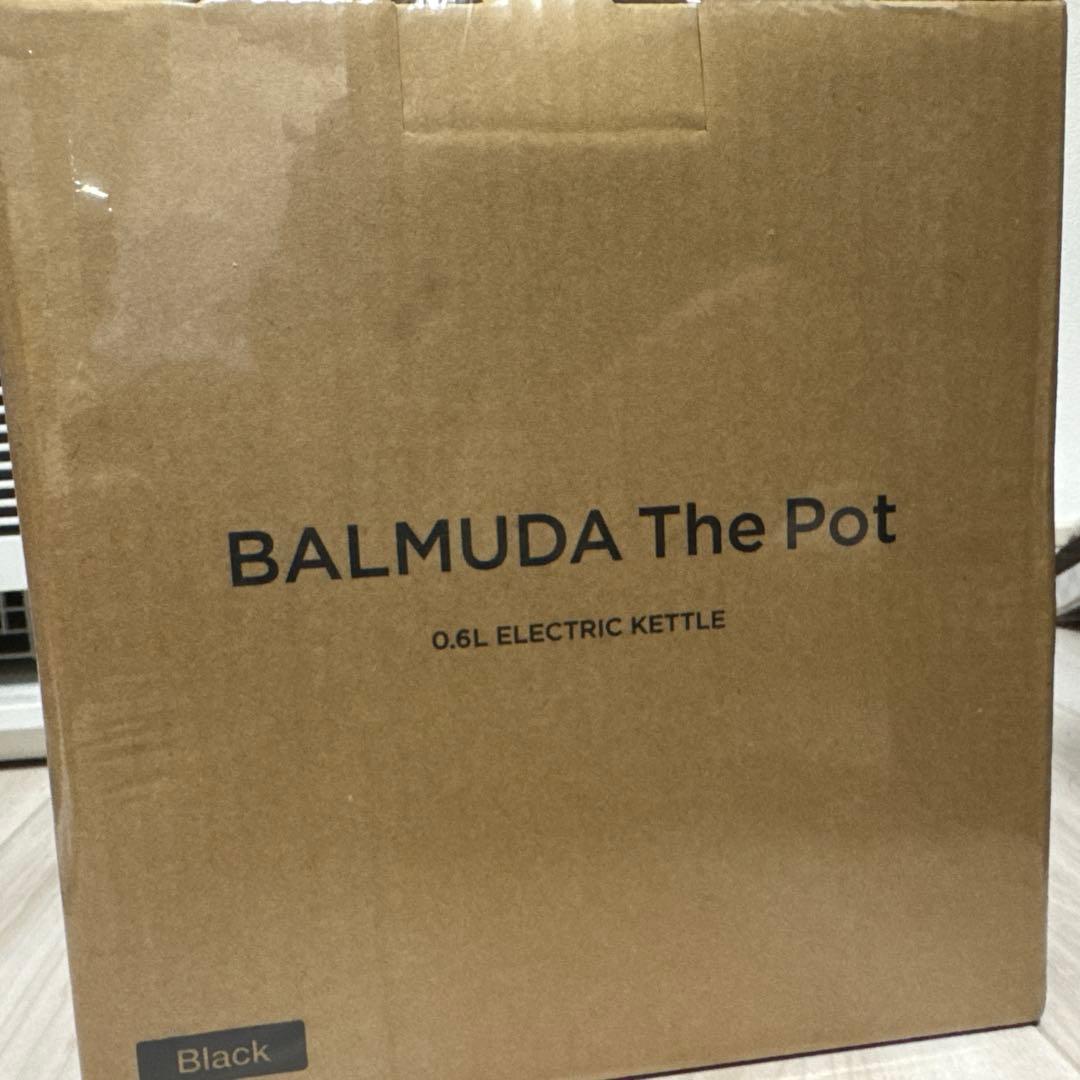 BALMUDA The Pot
0.6L ELECTRIC KETTLE
Black